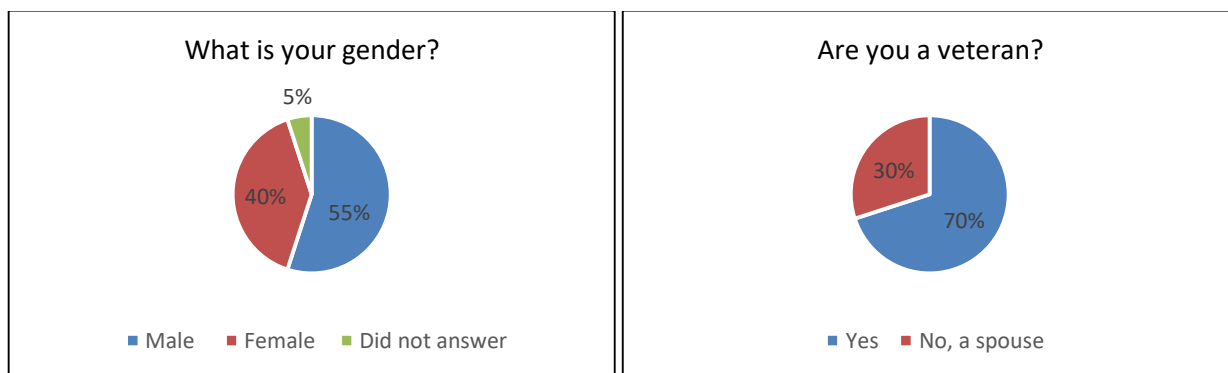 What is your gender?
5%
40%
55%
Male Female Did not answer
Are you a veteran?
30%
70%
Yes No, a spouse